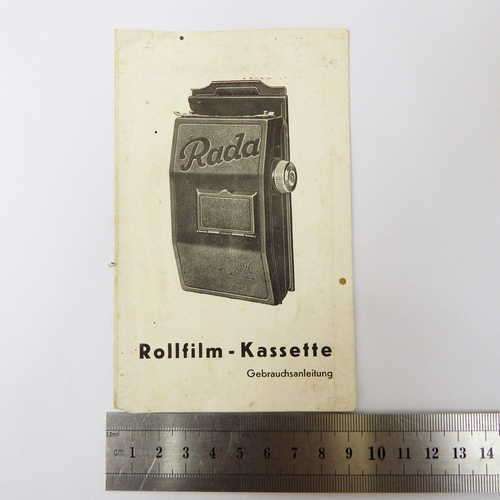 Rada
Rollfilm - Kassette
Gebrauchsanleitung
cm 1 2 3 4 5 6 7 8 9 10 11 12 13 14